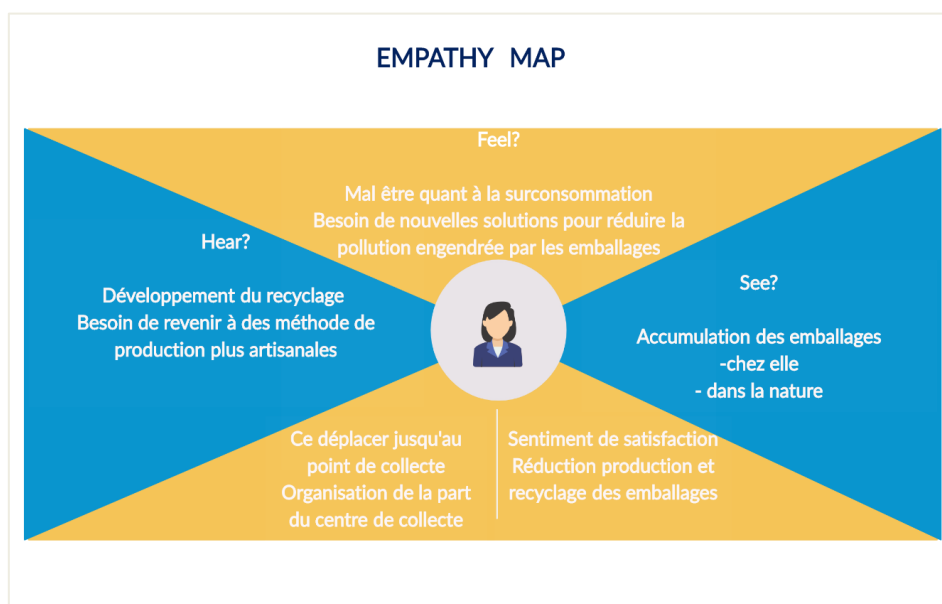 EMPATHY MAP
Feel?
Mal être quant à la surconsommation
Besoin de nouvelles solutions pour réduire la
pollution engendrée par les emballages
Hear?
Développement du recyclage
Besoin de revenir à des méthode de
production plus artisanales
See?
Accumulation des emballages
-chez elle
- dans la nature
Ce déplacer jusqu'au
point de collecte
Organisation de la part
du centre de collecte
Sentiment de satisfaction
Réduction production et
recyclage des emballages